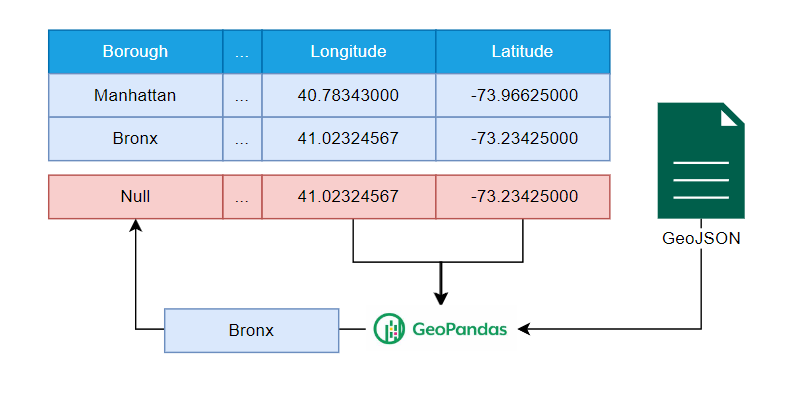 Borough ... Longitude Latitude
Manhattan ... 40.78343000 -73.96625000
Bronx ... 41.02324567 -73.23425000
Null ... 41.02324567 -73.23425000
GeoJSON
Bronx
GeoPandas